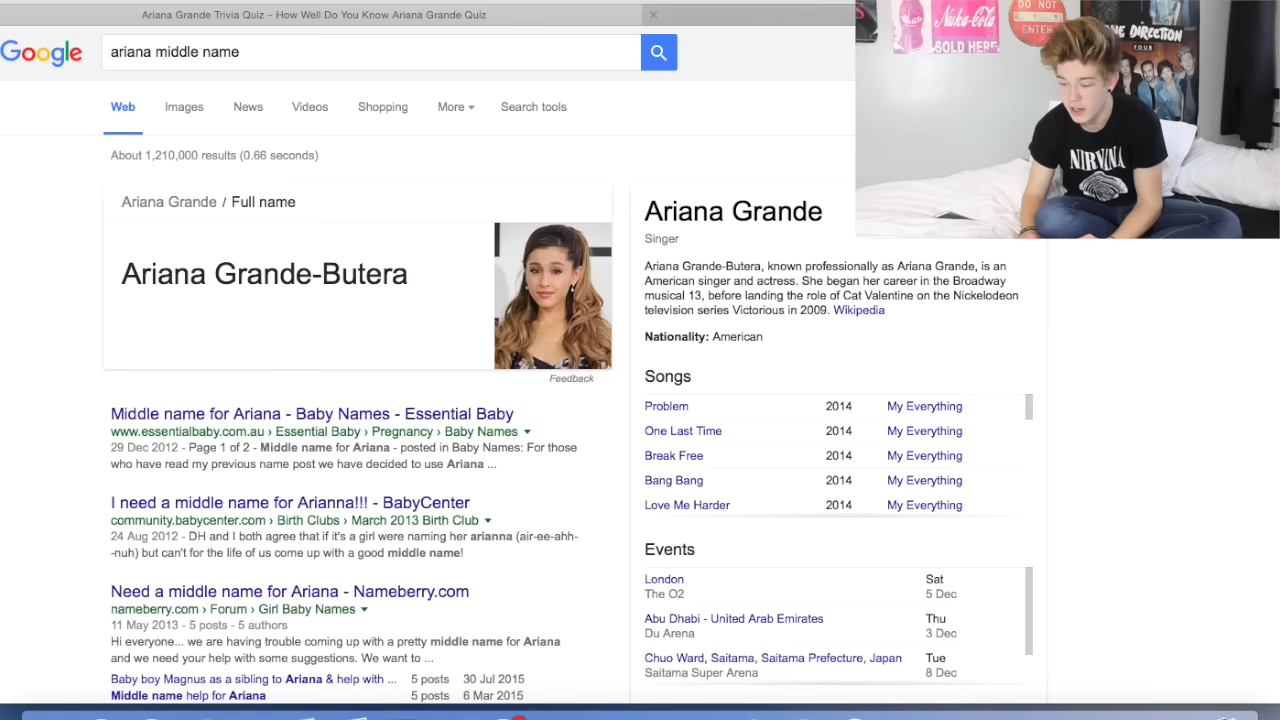 Ariana Grande Trivia Quiz – How Well Do You Know Ariana Grande Quiz
Google
ariana middle name
Web Images News Videos Shopping More Search tools
About 1,210,000 results (0.66 seconds)
Ariana Grande / Full name
Ariana Grande-Butera
Feedback
Middle name for Ariana - Baby Names - Essential Baby
www.essentialbaby.com.au › Essential Baby › Pregnancy › Baby Names
29 Dec 2012 - Page 1 of 2 - Middle name for Ariana - posted in Baby Names: For those
who have read my previous name post we have decided to use Ariana ...
I need a middle name for Arianna!!! - BabyCenter
community.babycenter.com › Birth Clubs › March 2013 Birth Club
24 Aug 2012 - DH and I both agree that if it's a girl were naming her arianna (air-ee-ahh-
-nuh) but can't for the life of us come up with a good middle name!
Need a middle name for Ariana - Nameberry.com
nameberry.com › Forum › Girl Baby Names
11 May 2013 - 5 posts - 5 authors
Hi everyone... we are having trouble coming up with a pretty middle name for Ariana
and we need your help with some suggestions. We want to ...
Baby boy Magnus as a sibling to Ariana & help with ... 5 posts 30 Jul 2015
Middle name help for Ariana 5 posts 6 Mar 2015
Ariana Grande
Singer
Ariana Grande-Butera, known professionally as Ariana Grande, is an
American singer and actress. She began her career in the Broadway
musical 13, before landing the role of Cat Valentine on the Nickelodeon
television series Victorious in 2009. Wikipedia
Nationality: American
Songs
Problem 2014 My Everything
One Last Time 2014 My Everything
Break Free 2014 My Everything
Bang Bang 2014 My Everything
Love Me Harder 2014 My Everything
Events
London Sat
The O2 5 Dec
Abu Dhabi - United Arab Emirates Thu
Du Arena 3 Dec
Chuo Ward, Saitama, Saitama Prefecture, Japan Tue
Saitama Super Arena 8 Dec
Nuka-Cola
SOLD HERE
DO NOT
ENTER
ONE DIRECTION
FOUR
NIRVANA